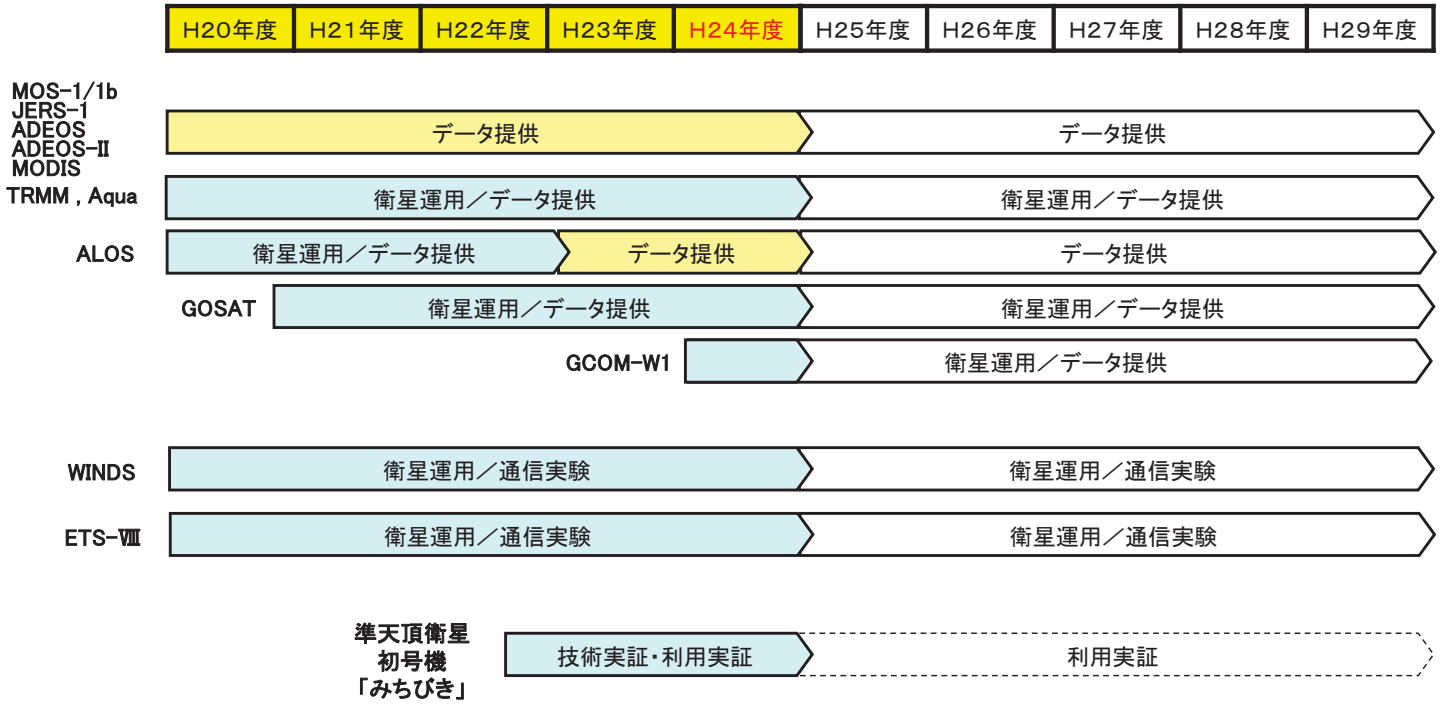 H20年度 H21年度 H22年度 H23年度 H24年度 H25年度 H26年度 H27年度 H28年度 H29年度
MOS-1/1b
JERS-1
ADEOS
ADEOS-Ⅱ
MODIS
データ提供 データ提供
TRMM , Aqua 衛星運用／データ提供 衛星運用／データ提供
ALOS 衛星運用／データ提供 データ提供 データ提供
GOSAT 衛星運用／データ提供 衛星運用／データ提供
GCOM-W1 衛星運用／データ提供
WINDS 衛星運用／通信実験 衛星運用／通信実験
ETS-Ⅷ 衛星運用／通信実験 衛星運用／通信実験
準天頂衛星
初号機
「みちびき」
技術実証・利用実証 利用実証